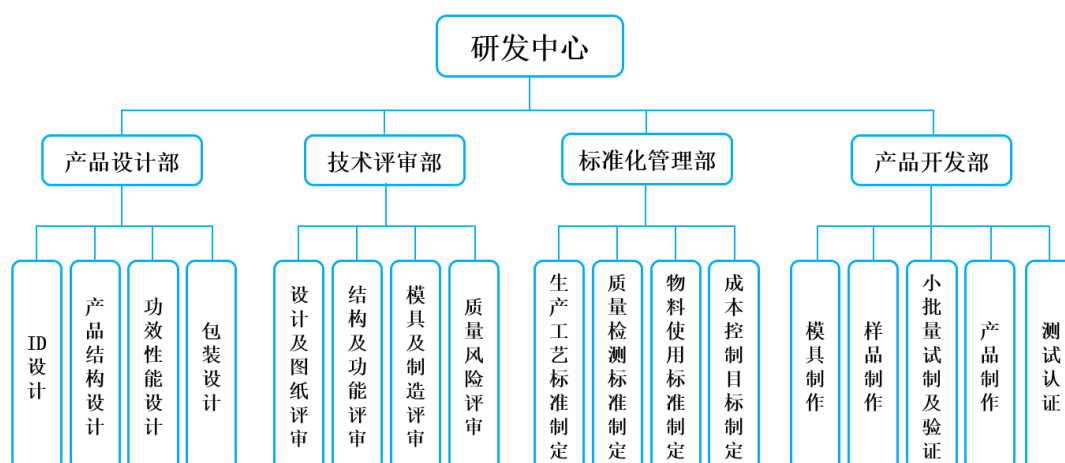 研发中心
产品设计部
技术评审部
标准化管理部
产品开发部
ID设计
产品结构设计
功效性能设计
包装设计
设计及图纸评审
结构及功能评审
模具及制造评审
质量风险评审
生产工艺标准制定
质量检测标准制定
物料使用标准制定
成本控制目标制定
模具制作
样品制作
小批量试制及验证
产品制作
测试认证